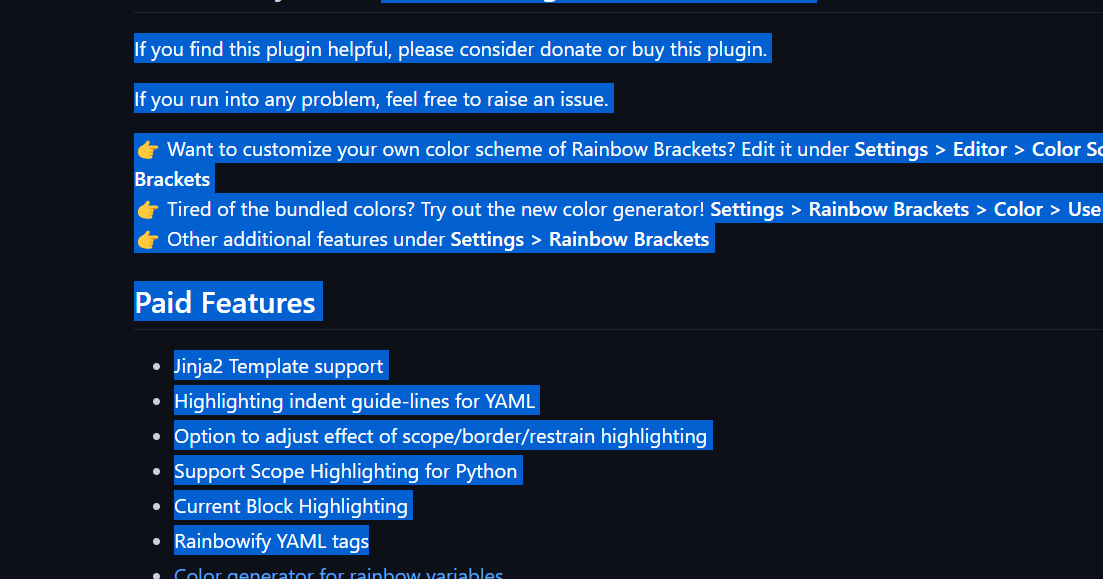 If you find this plugin helpful, please consider donate or buy this plugin.
If you run into any problem, feel free to raise an issue.
👉 Want to customize your own color scheme of Rainbow Brackets? Edit it under Settings > Editor > Color
Brackets
👉 Tired of the bundled colors? Try out the new color generator! Settings > Rainbow Brackets > Color > Use
👉 Other additional features under Settings > Rainbow Brackets
Paid Features
Jinja2 Template support
Highlighting indent guide-lines for YAML
Option to adjust effect of scope/border/restrain highlighting
Support Scope Highlighting for Python
Current Block Highlighting
Rainbowify YAML tags
Color generator for rainbow variables